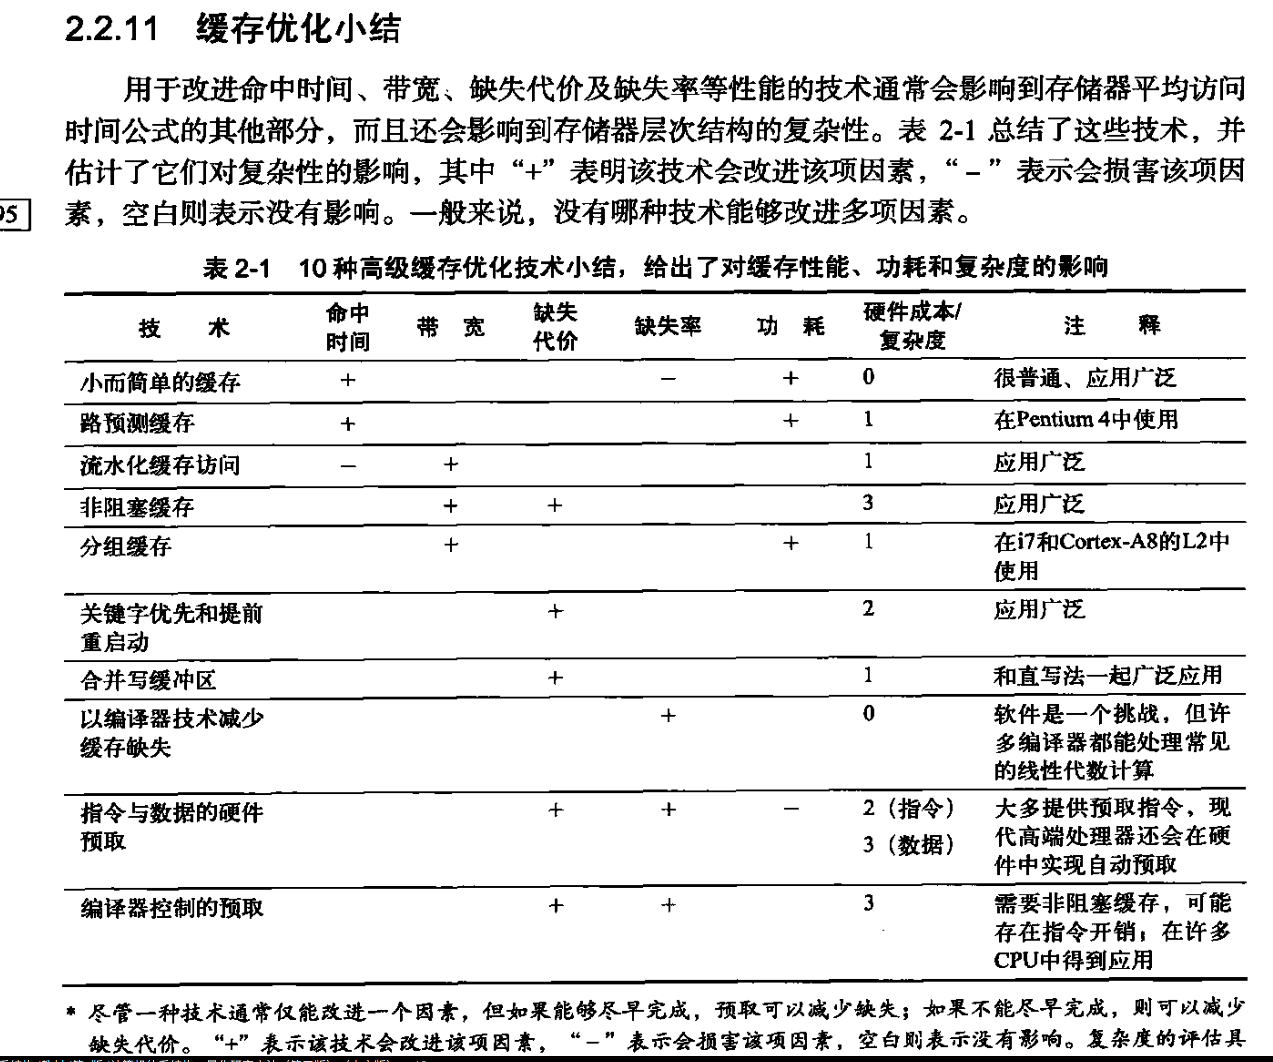 2.2.11 缓存优化小结
用于改进命中时间、带宽、缺失代价及缺失率等性能的技术通常会影响到存储器平均访问
时间公式的其他部分，而且还会影响到存储器层次结构的复杂性。表 2-1 总结了这些技术，并
估计了它们对复杂性的影响，其中“+”表明该技术会改进该项因素，“－”表示会损害该项因
95 素，空白则表示没有影响。一般来说，没有哪种技术能够改进多项因素。
表 2-1 10 种高级缓存优化技术小结，给出了对缓存性能、功耗和复杂度的影响
技 术 命中时间 带 宽 缺失代价 缺失率 功 耗 硬件成本/复杂度 注 释
小而简单的缓存 + － + 0 很普通、应用广泛
路预测缓存 + + 1 在Pentium 4中使用
流水化缓存访问 － + 1 应用广泛
非阻塞缓存 + + 3 应用广泛
分组缓存 + + 1 在i7和Cortex-A8的L2中
使用
关键字优先和提前 + 2 应用广泛
重启动
合并写缓冲区 + 1 和直写法一起广泛应用
以编译器技术减少 + 0 软件是一个挑战，但许
缓存缺失 多编译器都能处理常见
的线性代数计算
指令与数据的硬件 + + － 2（指令） 大多提供预取指令，现
预取 3（数据） 代高端处理器还会在硬
件中实现自动预取
编译器控制的预取 + + 3 需要非阻塞缓存，可能
存在指令开销；在许多
CPU中得到应用
* 尽管一种技术通常仅能改进一个因素，但如果能够尽早完成，预取可以减少缺失；如果不能尽早完成，则可以减少
缺失代价。“+”表示该技术会改进该项因素，“－”表示会损害该项因素，空白则表示没有影响。复杂度的评估具